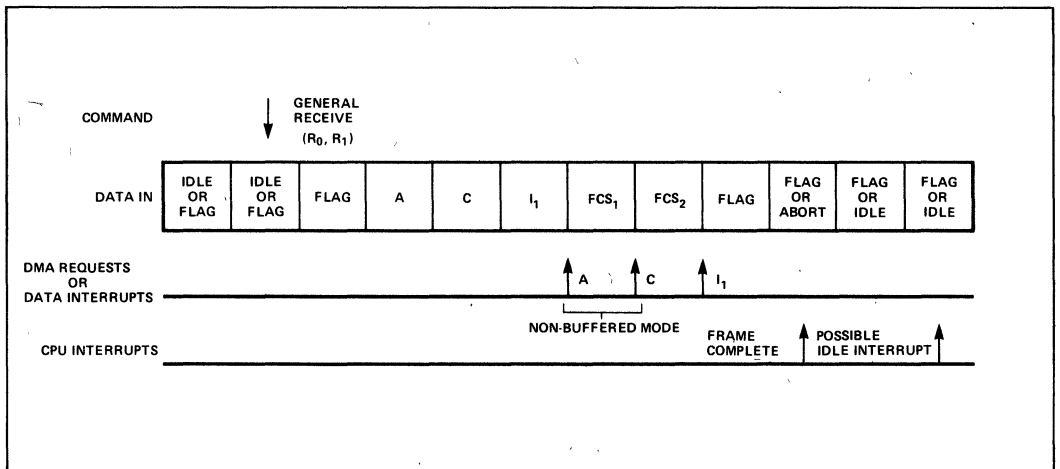 COMMAND
GENERAL
RECEIVE
(R0, R1)
DATA IN
IDLE
OR
FLAG
IDLE
OR
FLAG
FLAG
A
C
I1
FCS1
FCS2
FLAG
FLAG
OR
ABORT
FLAG
OR
IDLE
FLAG
OR
IDLE
DMA REQUESTS
OR
DATA INTERRUPTS
A
C
I1
NON-BUFFERED MODE
CPU INTERRUPTS
FRAME
COMPLETE
POSSIBLE
IDLE INTERRUPT